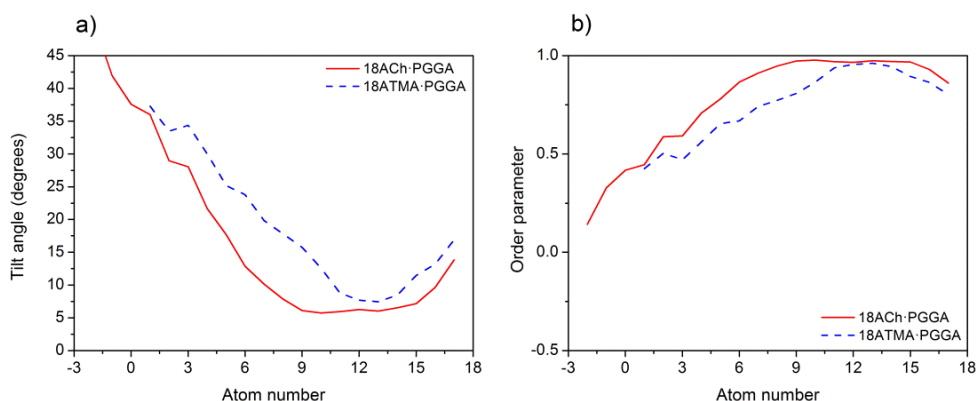 a)
45
40
35
30
25
20
15
10
5
0
Tilt angle (degrees)
18ACh·PGGA
18ATMA·PGGA
-3 0 3 6 9 12 15 18
Atom number
b)
1.0
0.5
0.0
-0.5
Order parameter
18ACh·PGGA
18ATMA·PGGA
-3 0 3 6 9 12 15 18
Atom number